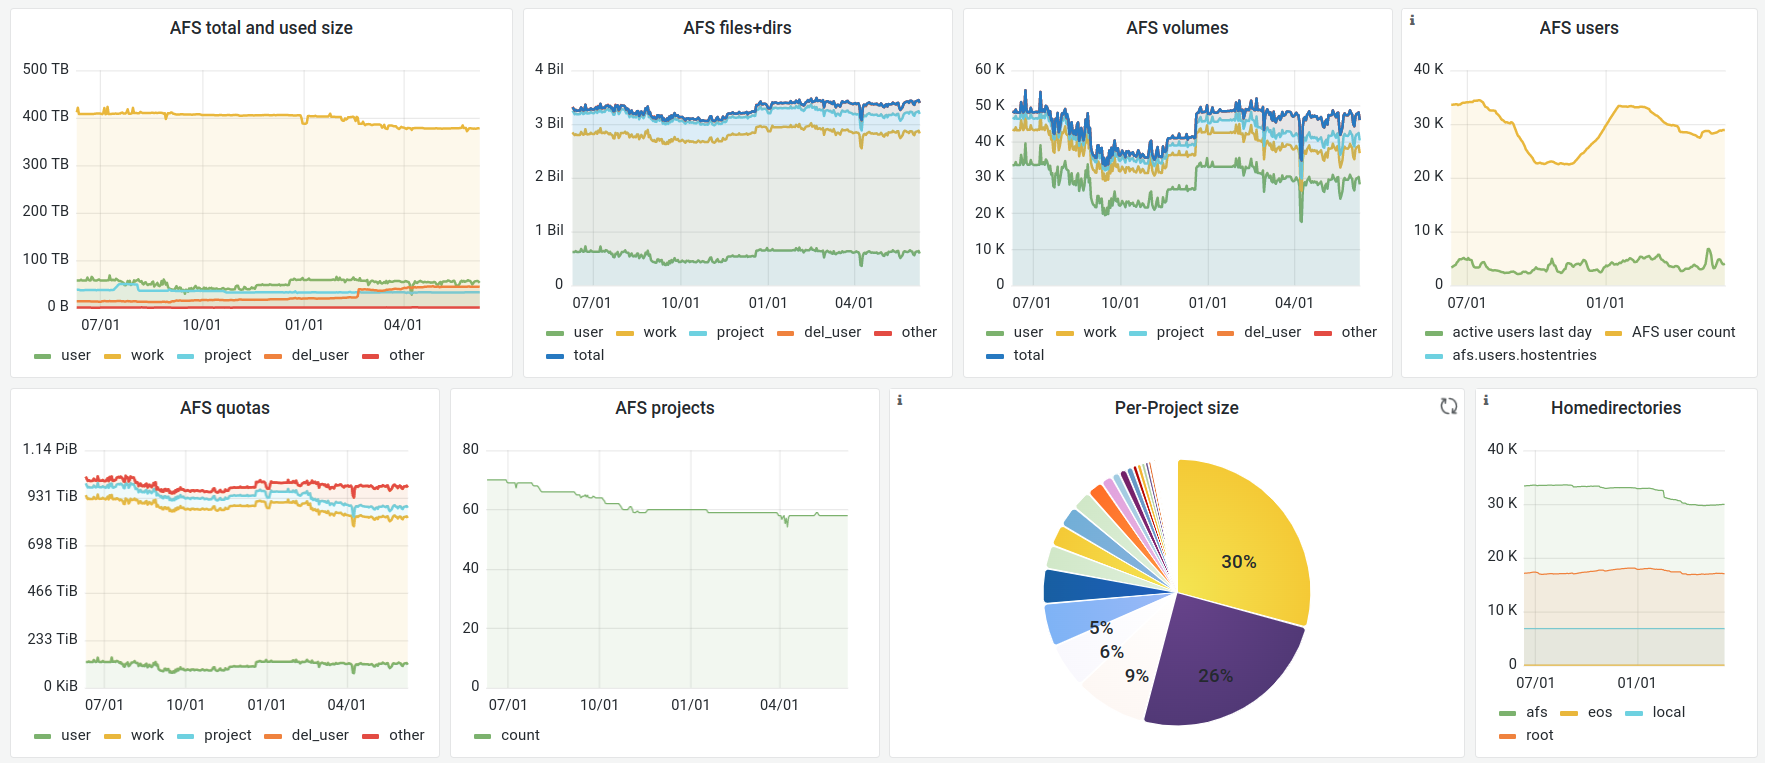 AFS total and used size
500 TB
400 TB
300 TB
200 TB
100 TB
0 B
07/01 10/01 01/01 04/01
user work project del_user other
AFS files+dirs
4 Bil
3 Bil
2 Bil
1 Bil
0
07/01 10/01 01/01 04/01
user work project del_user other
total
AFS volumes
60 K
50 K
40 K
30 K
20 K
10 K
0
07/01 10/01 01/01 04/01
user work project del_user other
total
i
AFS users
40 K
30 K
20 K
10 K
0
07/01 01/01
active users last day AFS user count
afs.users.hostentries
AFS quotas
1.14 PiB
931 TiB
698 TiB
466 TiB
233 TiB
0 KiB
07/01 10/01 01/01 04/01
user work project del_user other
AFS projects
80
60
40
20
0
07/01 10/01 01/01 04/01
count
i
Per-Project size
30%
5%
6%
9%
26%
i
Homedirectories
40 K
30 K
20 K
10 K
0
07/01 01/01
afs eos local
root